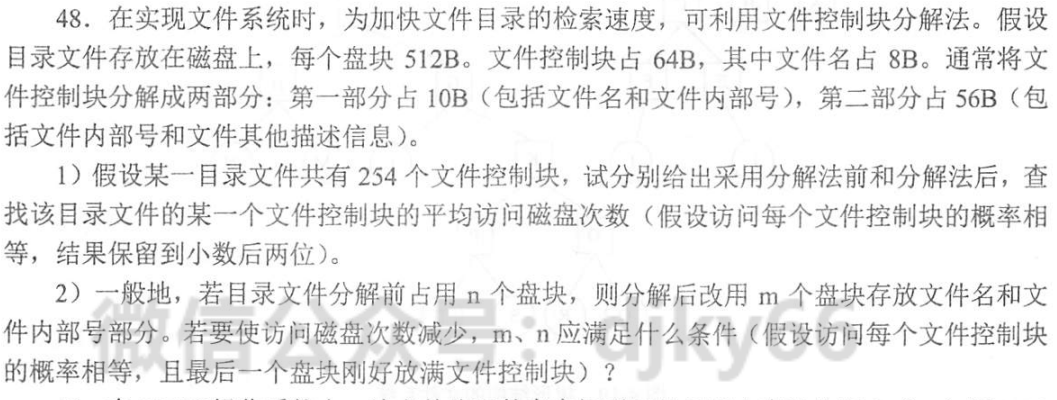 48．在实现文件系统时，为加快文件目录的检索速度，可利用文件控制块分解法。假设
目录文件存放在磁盘上，每个盘块 512B。文件控制块占 64B，其中文件名占 8B。通常将文
件控制块分解成两部分：第一部分占 10B（包括文件名和文件内部号），第二部分占 56B（包
括文件内部号和文件其他描述信息）。
1）假设某一目录文件共有 254 个文件控制块，试分别给出采用分解法前和分解法后，查
找该目录文件的某一个文件控制块的平均访问磁盘次数（假设访问每个文件控制块的概率相
等，结果保留到小数后两位）。
2）一般地，若目录文件分解前占用 n 个盘块，则分解后改用 m 个盘块存放文件名和文
件内部号部分。若要使访问磁盘次数减少，m、n 应满足什么条件（假设访问每个文件控制块
的概率相等，且最后一个盘块刚好放满文件控制块）？
微信公众号：djky66